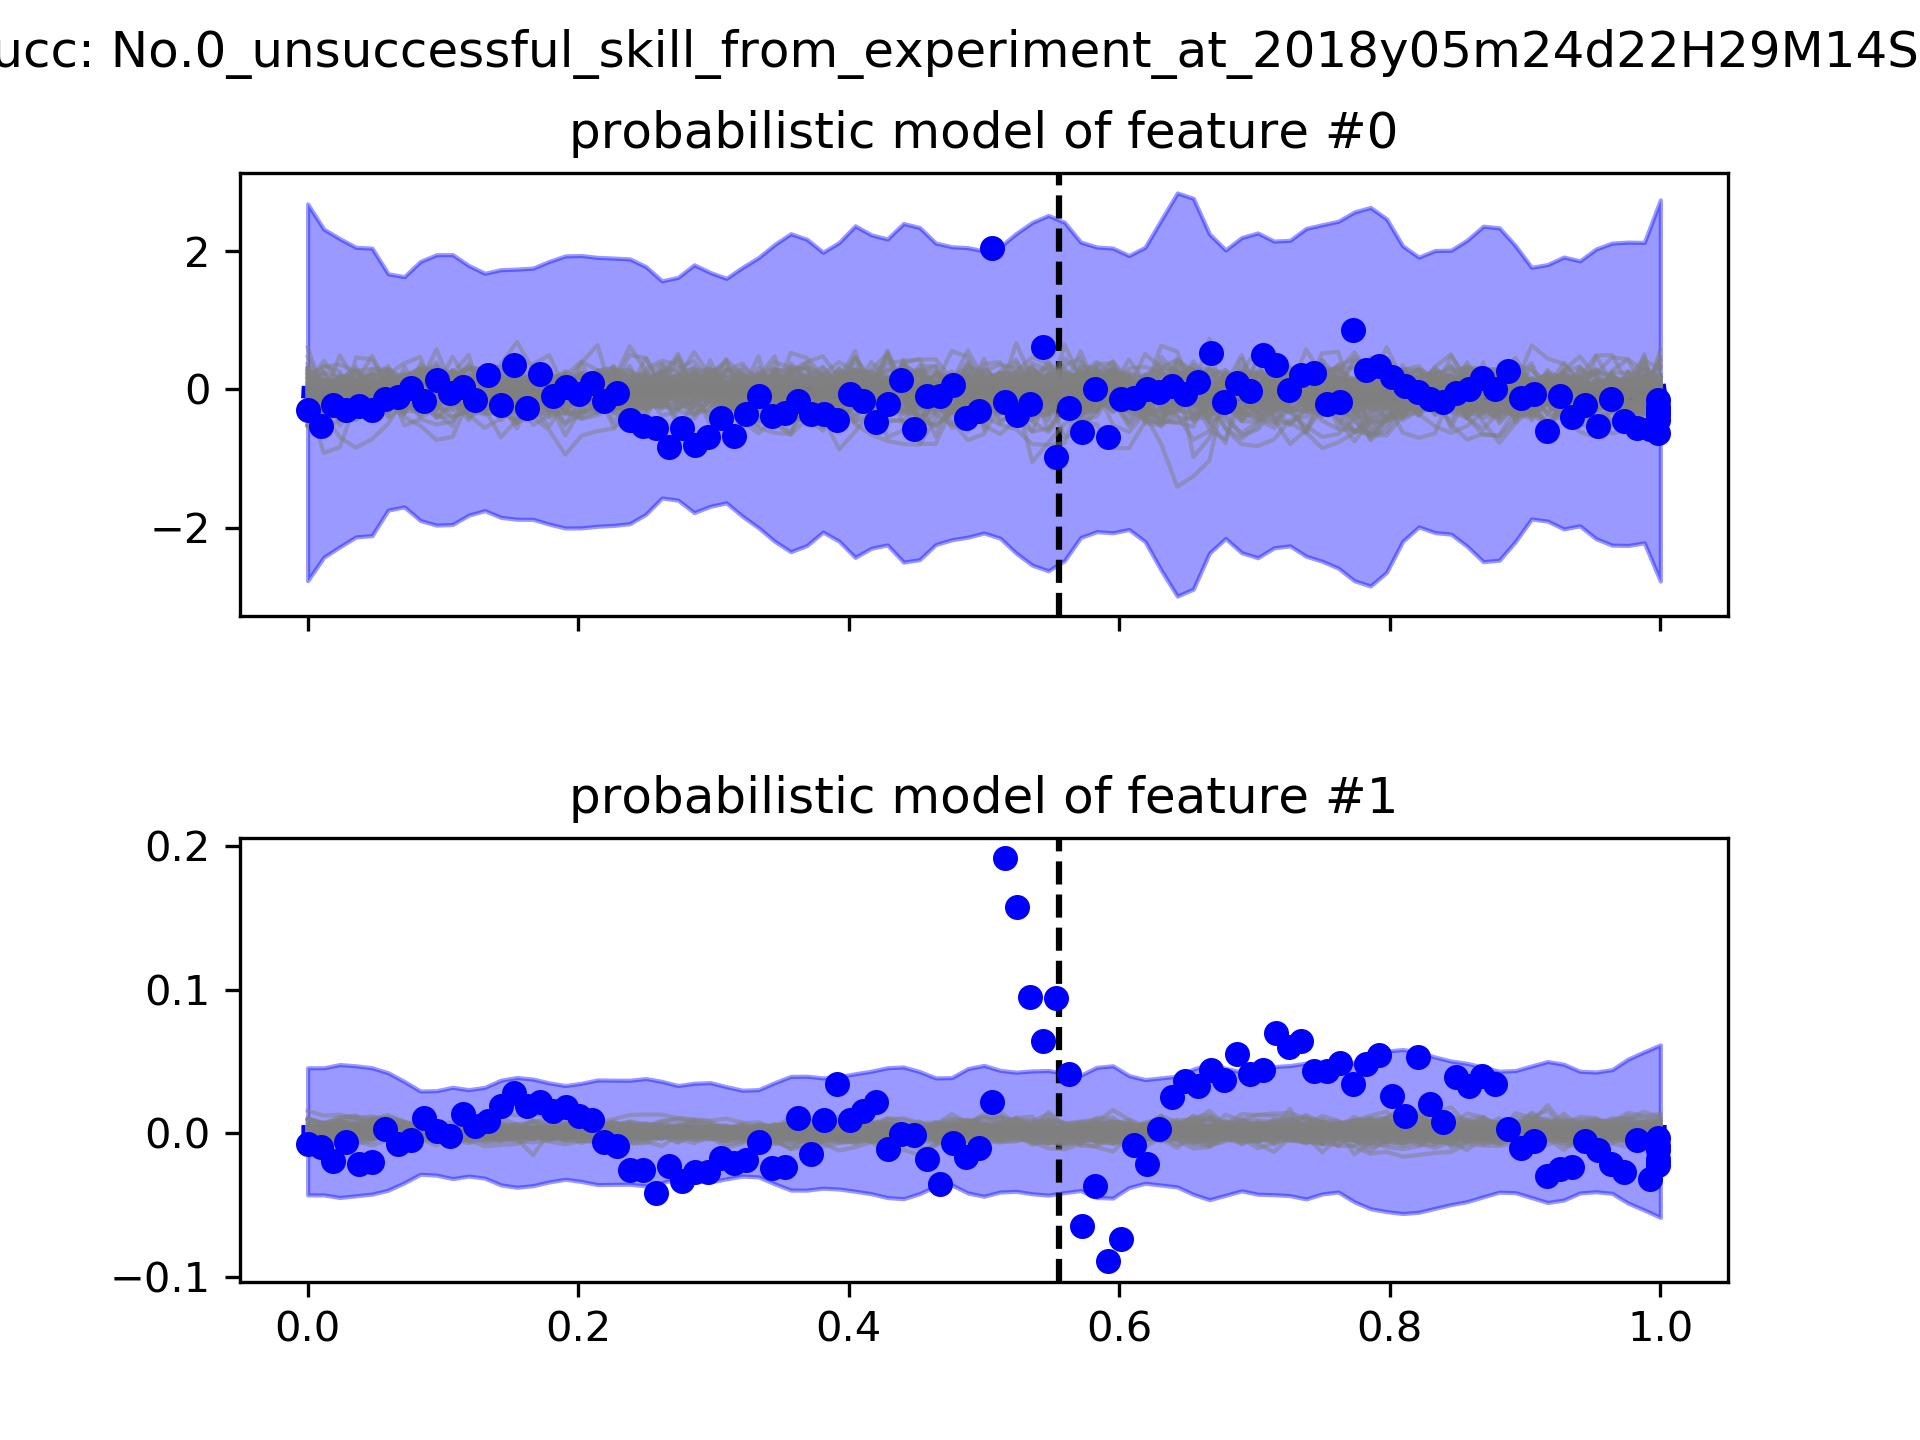 ucc: No.0_unsuccessful_skill_from_experiment_at_2018y05m24d22H29M14S
probabilistic model of feature #0
2
0
−2
probabilistic model of feature #1
0.2
0.1
0.0
−0.1
0.0 0.2 0.4 0.6 0.8 1.0